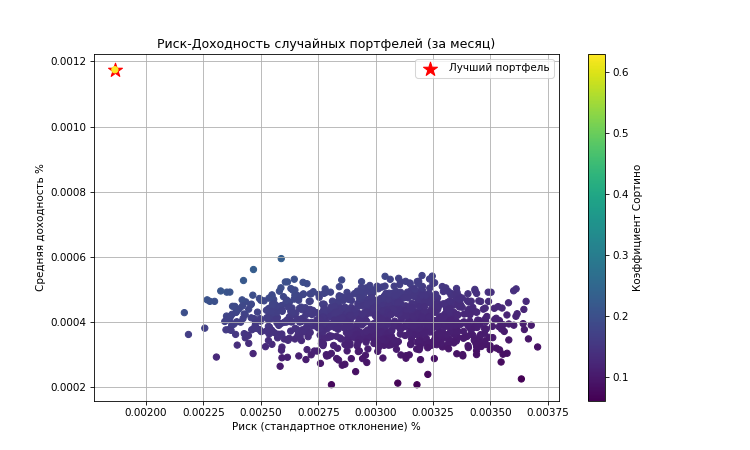 Риск-Доходность случайных портфелей (за месяц)
Лучший портфель
Средняя доходность %
0.0012
0.0010
0.0008
0.0006
0.0004
0.0002
0.00200 0.00225 0.00250 0.00275 0.00300 0.00325 0.00350 0.00375
Риск (стандартное отклонение) %
0.6
0.5
0.4
0.3
0.2
0.1
Коэффициент Сортино